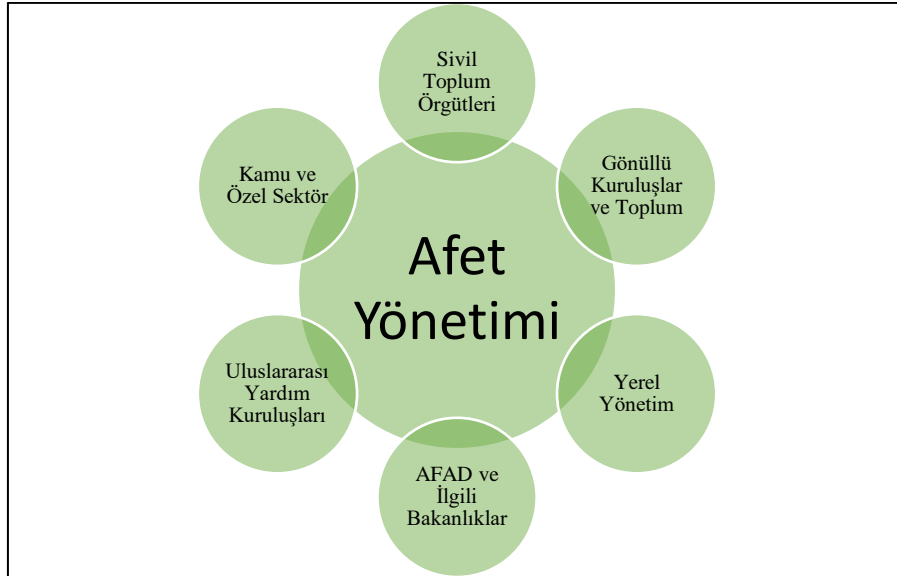 Sivil
Toplum
Örgütleri
Gönüllü
Kuruluşlar
ve Toplum
Yerel
Yönetim
AFAD ve
İlgili
Bakanlıklar
Uluslararası
Yardım
Kuruluşları
Kamu ve
Özel Sektör
Afet
Yönetimi